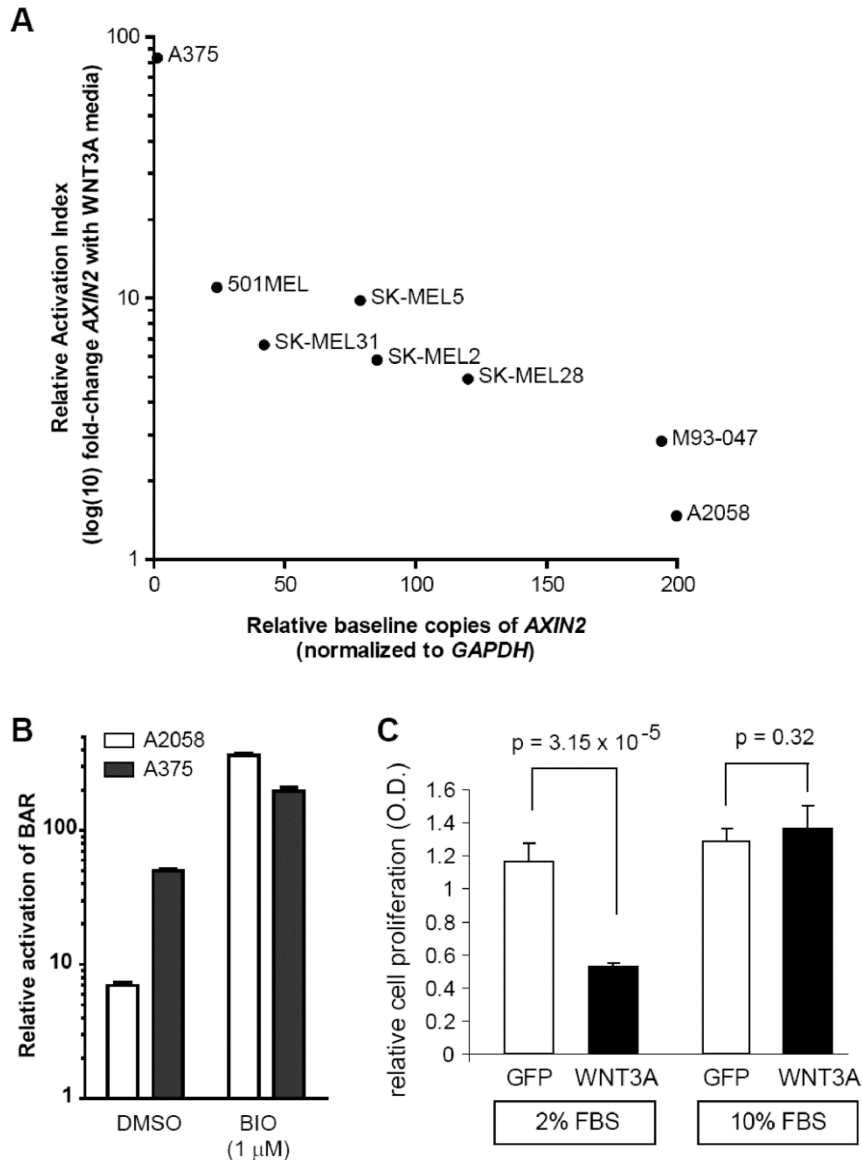 A
Relative Activation Index
(log(10) fold-change AXIN2 with WNT3A media)
100
10
1
A375
501MEL
SK-MEL5
SK-MEL31
SK-MEL2
SK-MEL28
M93-047
A2058
0
50
100
150
200
Relative baseline copies of AXIN2
(normalized to GAPDH)
B
Relative activation of BAR
A2058
A375
100
10
1
DMSO
BIO
(1 µM)
C
relative cell proliferation (O.D.)
p = 3.15 x 10⁻⁵
p = 0.32
1.6
1.4
1.2
1
0.8
0.6
0.4
0.2
0
GFP WNT3A GFP WNT3A
2% FBS 10% FBS